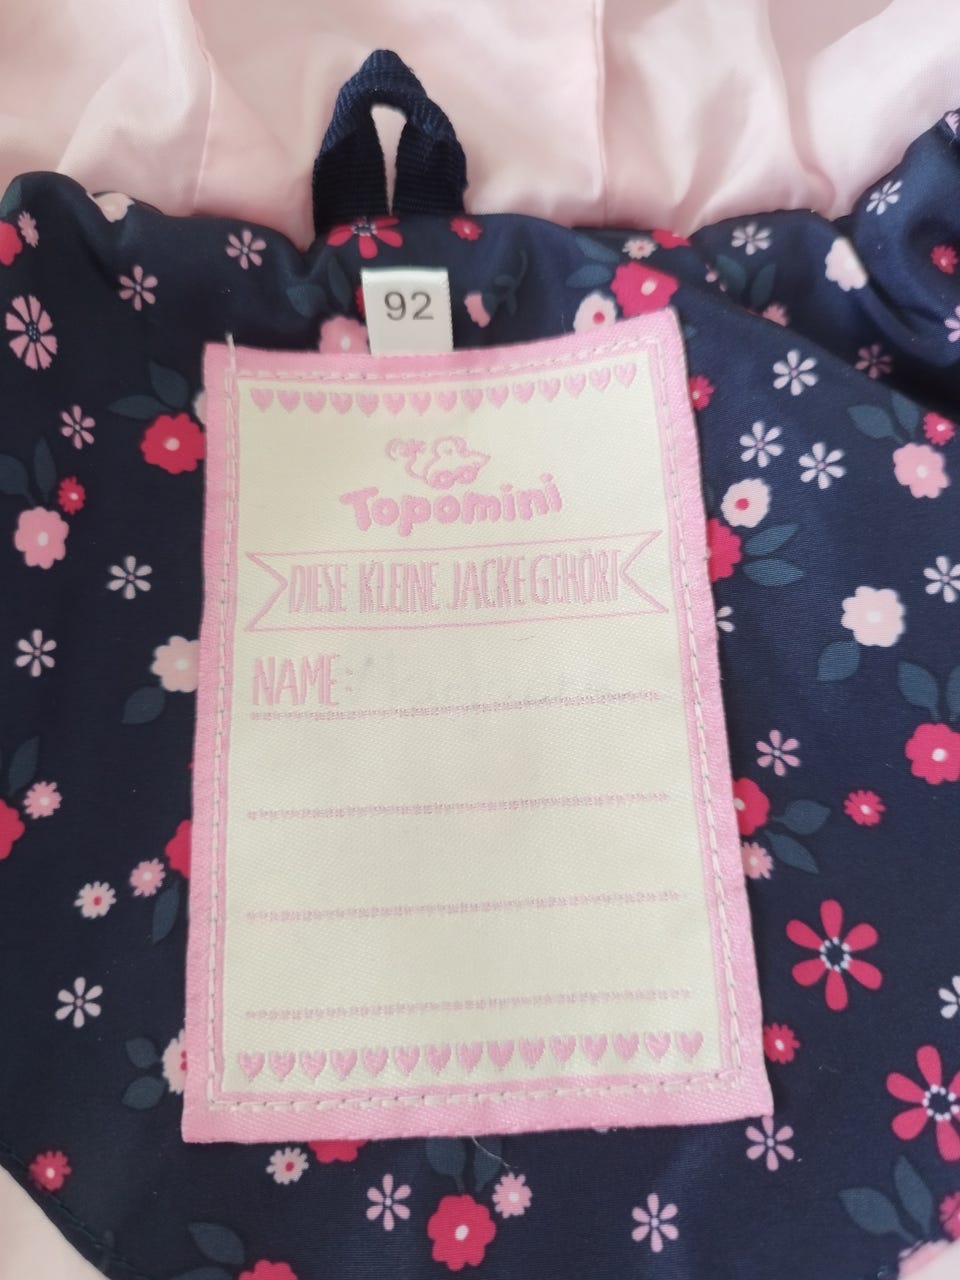 92
Topomini
DIESE KLEINE JACKE GEHÖRT
NAME: